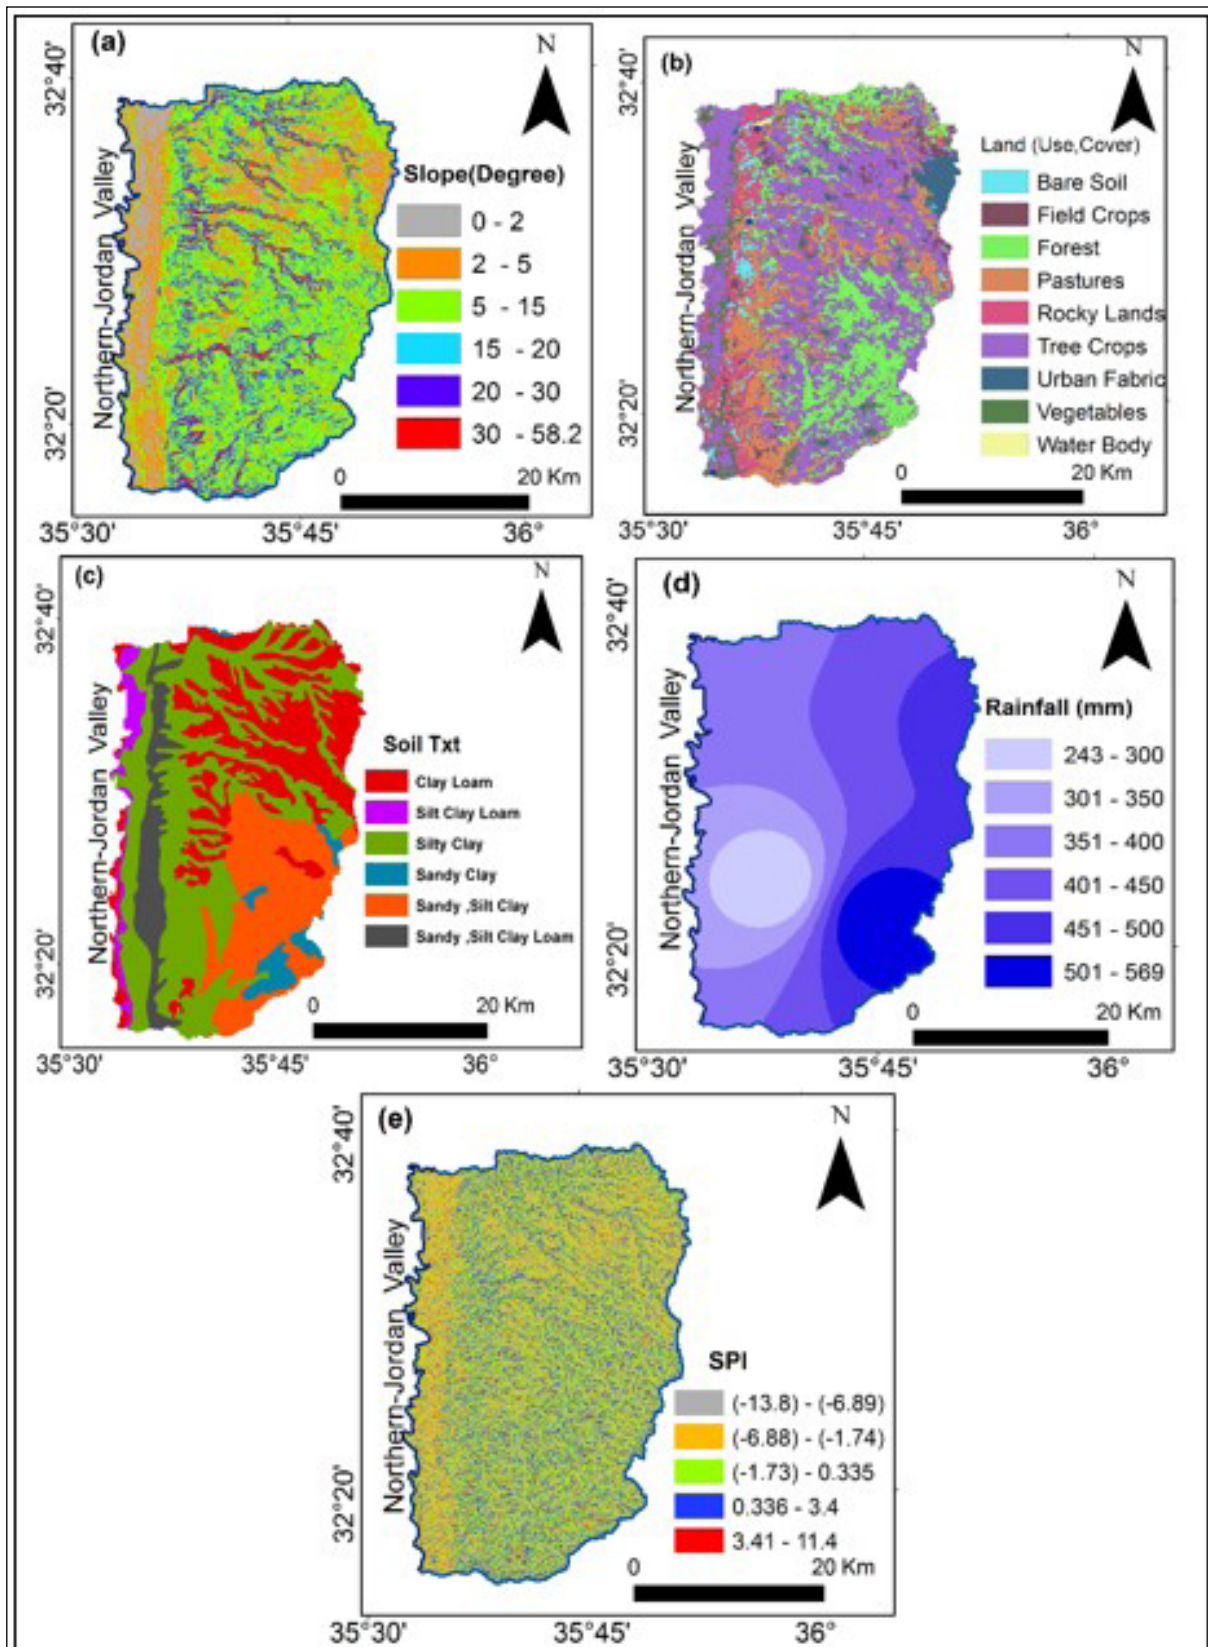 (a)
N
32°40'
Northern-Jordan Valley
32°20'
Slope(Degree)
0 - 2
2 - 5
5 - 15
15 - 20
20 - 30
30 - 58.2
0 20 Km
35°30' 35°45' 36°
(b)
N
32°40'
Northern-Jordan Valley
32°20'
Land (Use,Cover)
Bare Soil
Field Crops
Forest
Pastures
Rocky Lands
Tree Crops
Urban Fabric
Vegetables
Water Body
0 20 Km
35°30' 35°45' 36°
(c)
N
32°40'
Northern-Jordan Valley
32°20'
Soil Txt
Clay Loam
Silt Clay Loam
Silty Clay
Sandy Clay
Sandy ,Silt Clay
Sandy ,Silt Clay Loam
0 20 Km
35°30' 35°45' 36°
(d)
N
32°40'
Northern-Jordan Valley
32°20'
Rainfall (mm)
243 - 300
301 - 350
351 - 400
401 - 450
451 - 500
501 - 569
0 20 Km
35°30' 35°45' 36°
(e)
N
32°40'
Northern-Jordan Valley
32°20'
SPI
(-13.8) - (-6.89)
(-6.88) - (-1.74)
(-1.73) - 0.335
0.336 - 3.4
3.41 - 11.4
0 20 Km
35°30' 35°45' 36°